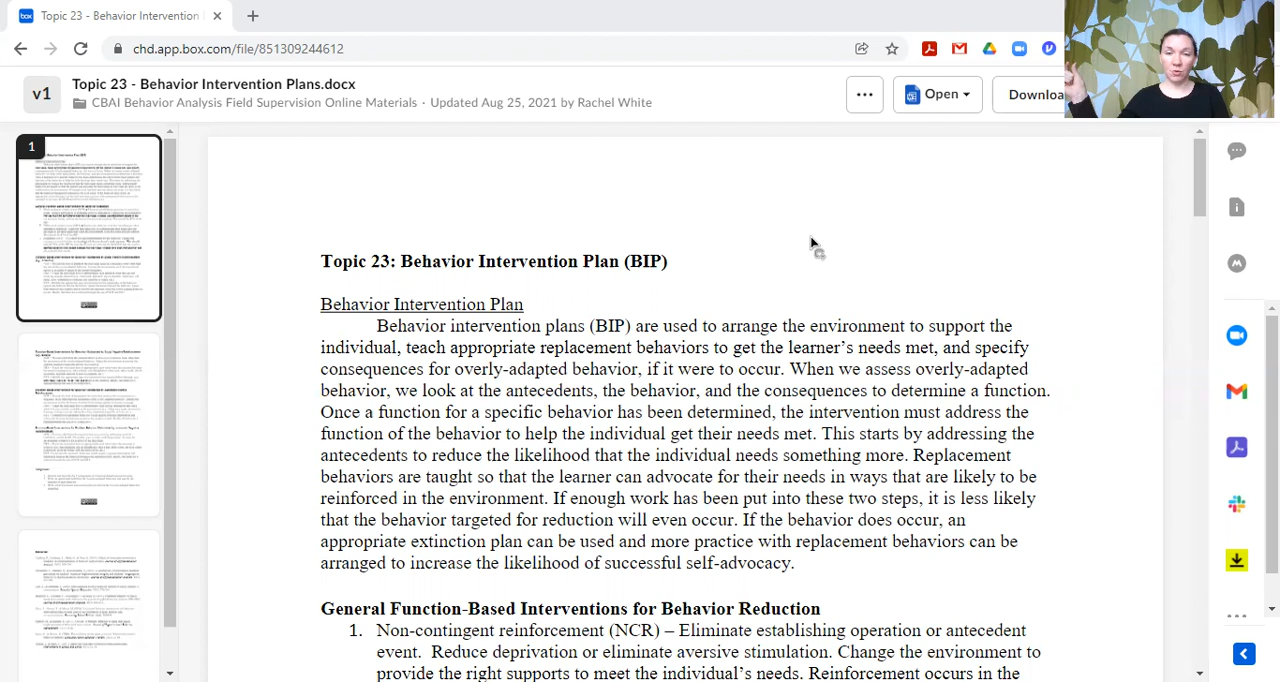 Topic 23 - Behavior Intervention
chd.app.box.com/file/851309244612
v1
Topic 23 - Behavior Intervention Plans.docx
CBAI Behavior Analysis Field Supervision Online Materials · Updated Aug 25, 2021 by Rachel White
Open
Downloa
1
Topic 23: Behavior Intervention Plan (BIP)
Behavior Intervention Plan
Behavior intervention plans (BIP) are used to arrange the environment to support the
individual, teach and support replacement behaviors to get the learner's needs met, and specify
consequences for over-adaptive behavior, if it were to occur. When we assess overly-adapted
behavior, we consider the conditions, the behavior, and the consequences to determine a function.
Once a function for a specific behavior has been determined, the intervention must address the
function and work to help the individual get their needs met. This starts by addressing the
antecedents to reduce the likelihood that the individual needs something more. Replacement
behaviors are taught so that the learner can advocate for their needs in ways that are likely to be
reinforced in the environment. If enough work has been put into these two steps, it is less likely
that the behavior targeted for reduction will even occur. If the behavior does occur, an
appropriate extinction plan can be used and more practice with replacement behaviors can be
arranged to increase the likelihood of successful self-advocacy.
General Function-Based Interventions for Behavior Reduction
1. Non-contingent reinforcement (NCR) – Eliminate establishing operation or antecedent
event. Reduce deprivation or eliminate aversive stimulation. Change the environment to
provide the right supports to meet the individual's needs. Reinforcement occurs in the